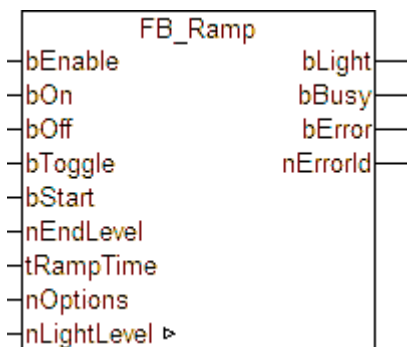 FB_Ramp
bEnable bLight
bOn bBusy
bOff bError
bToggle nErrorId
bStart
nEndLevel
tRampTime
nOptions
nLightLevel ▷